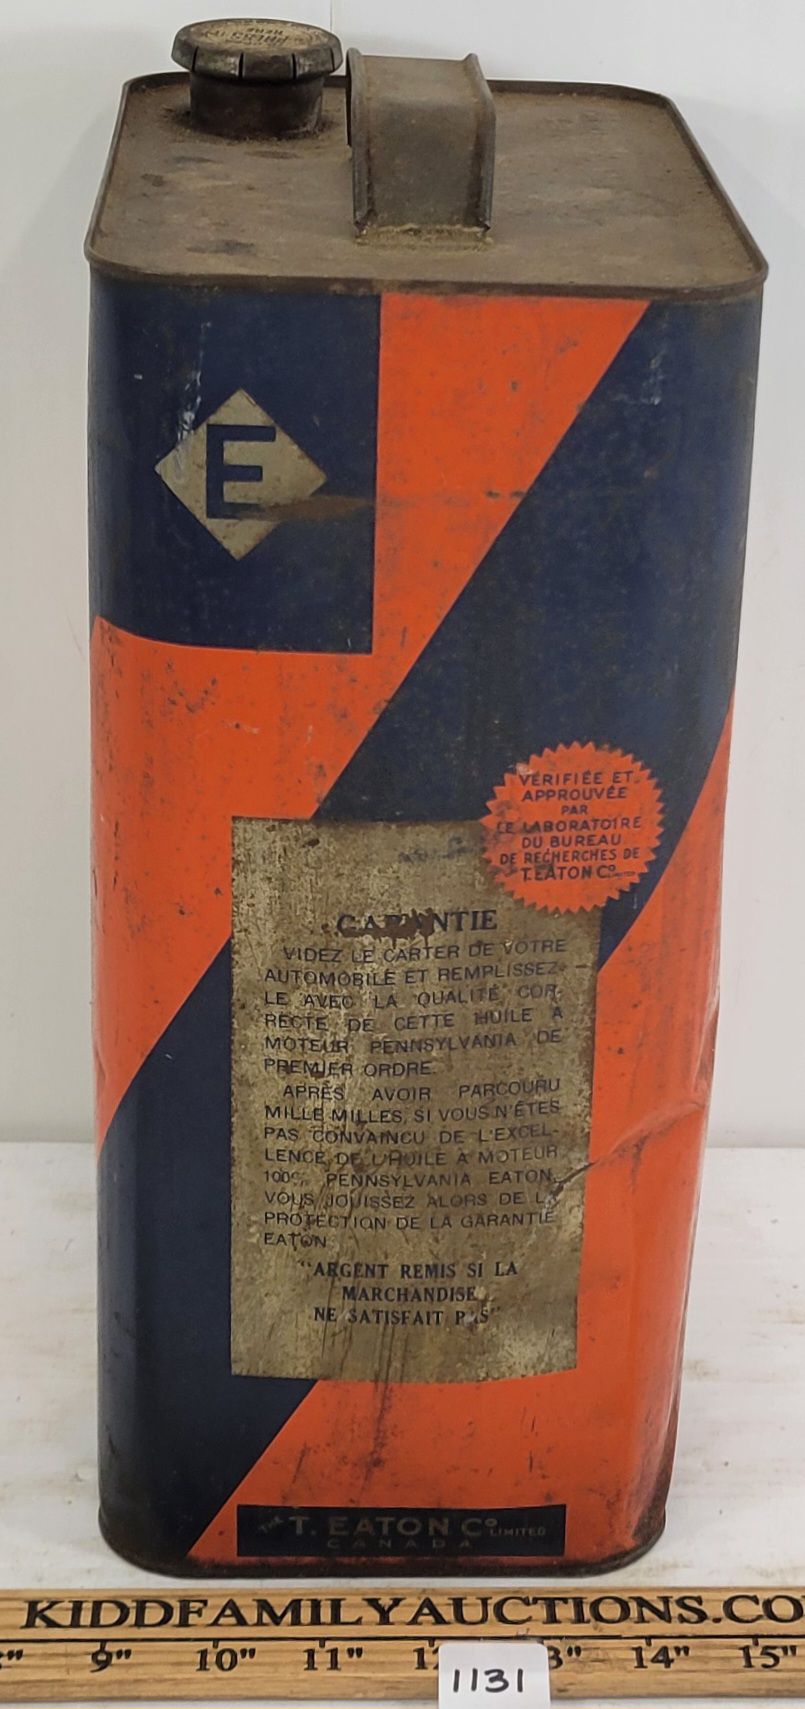 E
VÉRIFIÉE ET
APPROUVÉE
PAR
LE LABORATOIRE
DU BUREAU
DE RECHERCHES DE
T. EATON Co LIMITED
GARANTIE
VIDEZ LE CARTER DE VOTRE
AUTOMOBILE ET REMPLISSEZ-
LE AVEC LA QUALITÉ COR-
RECTE DE CETTE HUILE À
MOTEUR PENNSYLVANIA DE
PREMIER ORDRE.
APRÈS AVOIR PARCOURU
MILLE MILLES, SI VOUS N'ÊTES
PAS CONVAINCU DE L'EXCEL-
LENCE DE L'HUILE À MOTEUR
100% PENNSYLVANIA EATON,
VOUS JOUISSEZ ALORS DE LA
PROTECTION DE LA GARANTIE
EATON
"ARGENT REMIS SI LA
MARCHANDISE
NE SATISFAIT PAS"
THE T. EATON Co LIMITED
CANADA
KIDDFAMILYAUCTIONS.CO
9" 10" 11" 14" 15"
1131